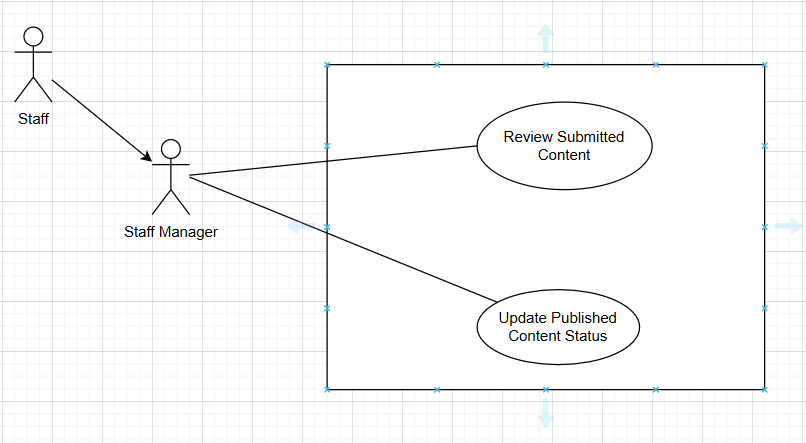 Staff
Staff Manager
Review Submitted
Content
Update Published
Content Status